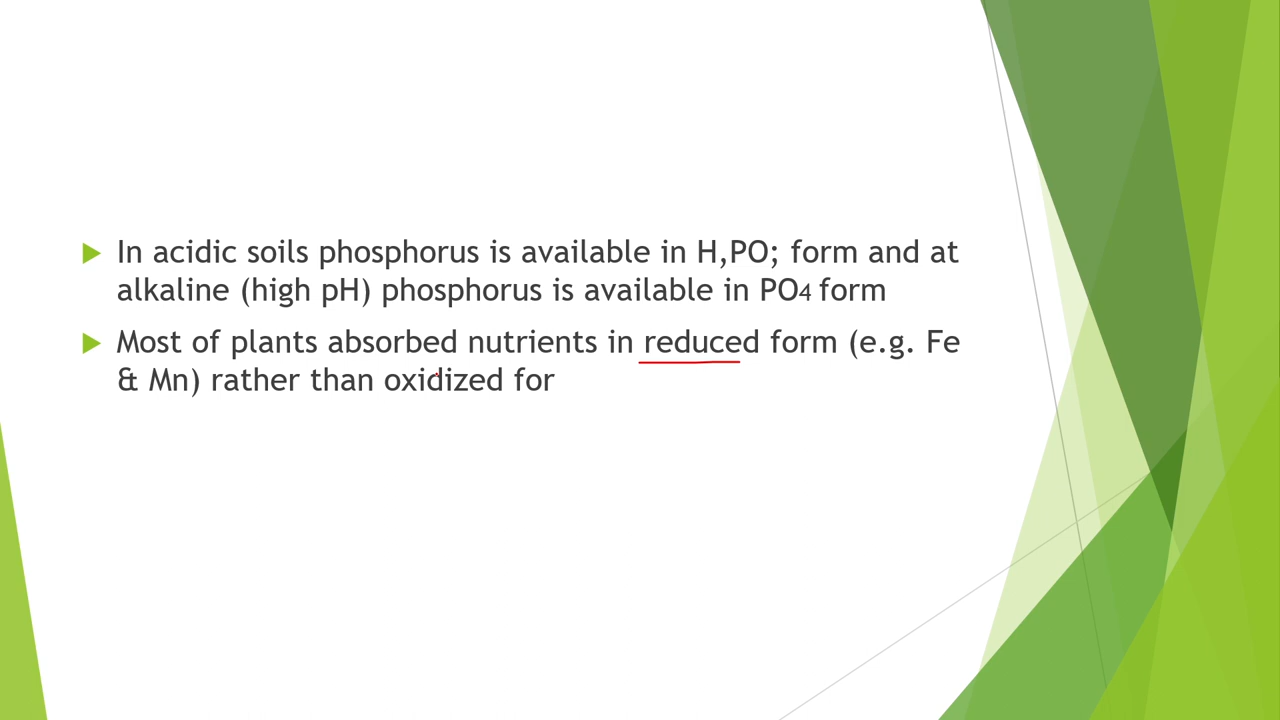 In acidic soils phosphorus is available in H,PO; form and at
alkaline (high pH) phosphorus is available in PO4 form
Most of plants absorbed nutrients in reduced form (e.g. Fe
& Mn) rather than oxidized for